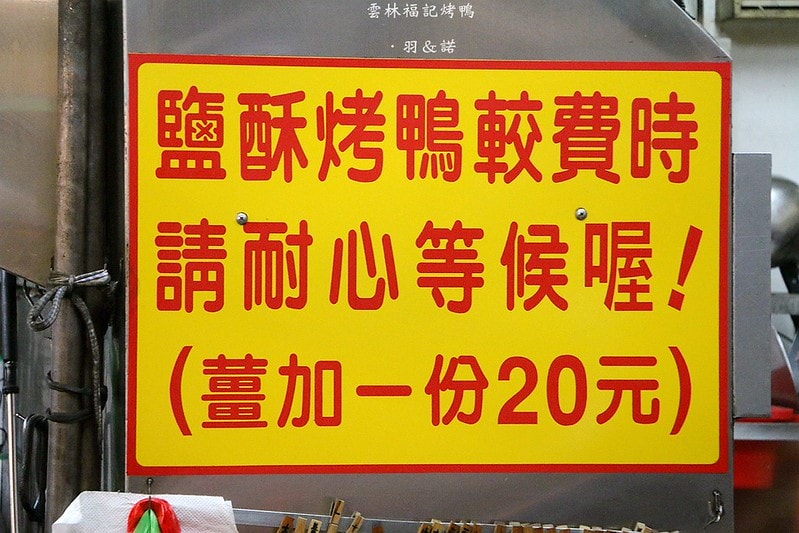 雲林福記烤鴨
·羽&諾
鹽酥烤鴨較費時
請耐心等候喔！
(薑加一份20元)